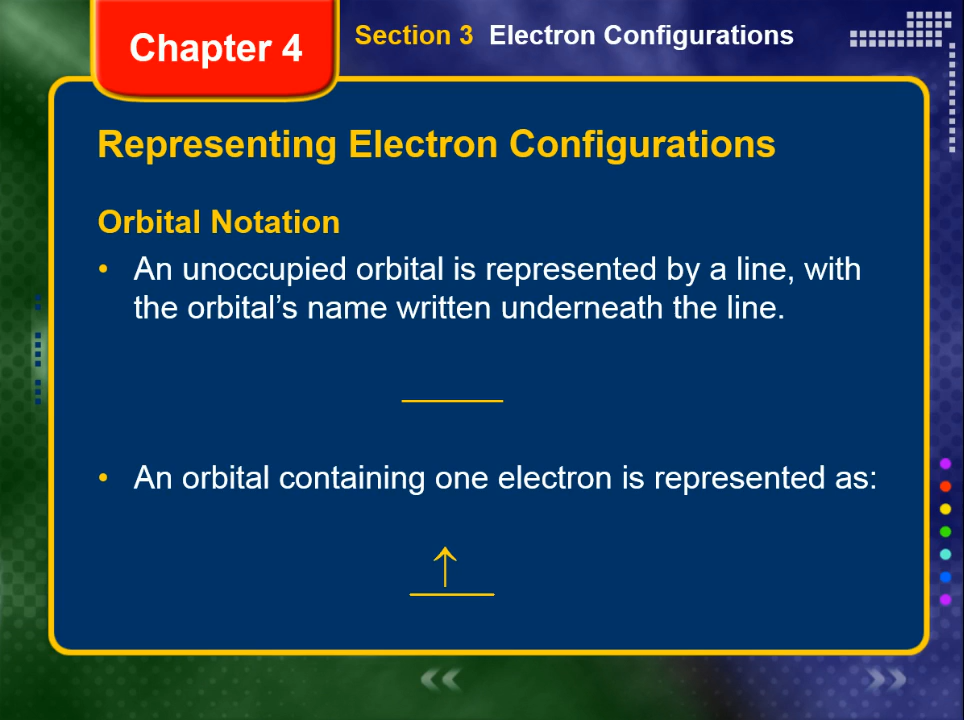 Chapter 4
Section 3 Electron Configurations
Representing Electron Configurations
Orbital Notation
• An unoccupied orbital is represented by a line, with
the orbital’s name written underneath the line.
• An orbital containing one electron is represented as:
↑